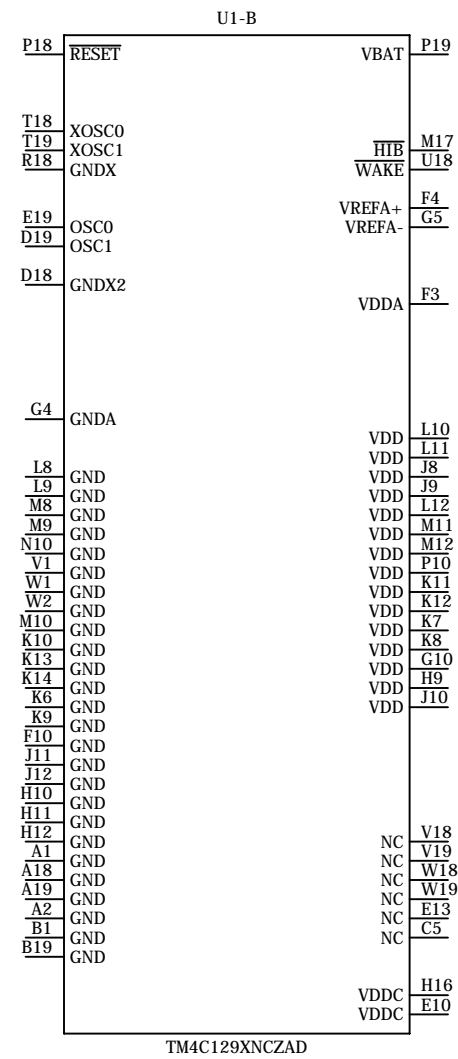 U1-B
P18 RESET VBAT P19
T18 XOSC0
T19 XOSC1 HIB M17
R18 GNDX WAKE U18
VREFA+ F4
E19 OSC0 VREFA- G5
D19 OSC1
D18 GNDX2
VDDA F3
G4 GNDA
VDD L10
VDD L11
L8 GND VDD J8
L9 GND VDD J9
M8 GND VDD L12
M9 GND VDD M11
N10 GND VDD M12
V1 GND VDD P10
W1 GND VDD K11
W2 GND VDD K12
M10 GND VDD K7
K10 GND VDD K8
K13 GND VDD G10
K14 GND VDD H9
K6 GND VDD J10
K9 GND
F10 GND
J11 GND
J12 GND
H10 GND
H11 GND
H12 GND NC V18
A1 GND NC V19
A18 GND NC W18
A19 GND NC W19
A2 GND NC E13
B1 GND NC C5
B19 GND
VDDC H16
VDDC E10
TM4C129XNCZAD